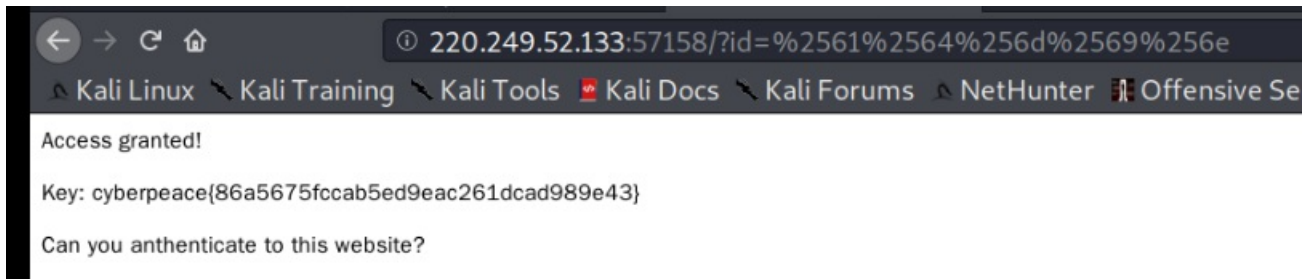 220.249.52.133:57158/?id=%2561%2564%256d%2569%256e
Kali Linux Kali Training Kali Tools Kali Docs Kali Forums NetHunter Offensive Se
Access granted!
Key: cyberpeace{86a5675fccab5ed9eac261dcad989e43}
Can you anthenticate to this website?